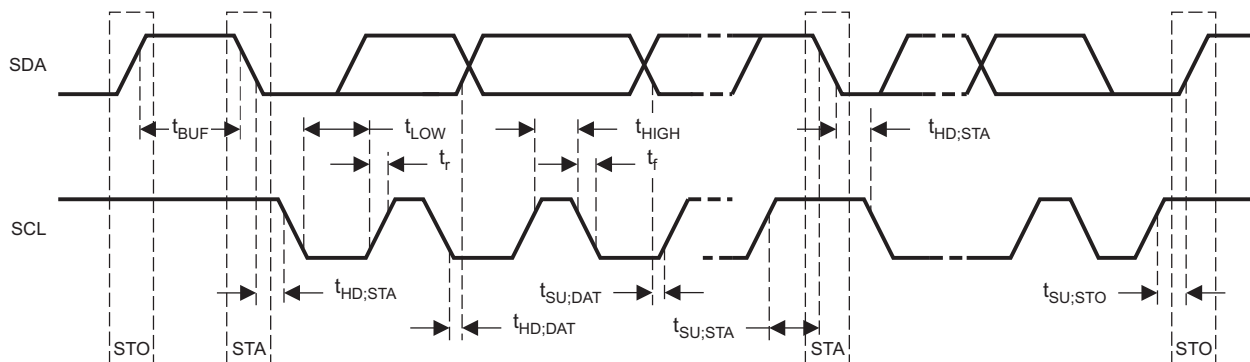 SDA
t_BUF
t_LOW
t_HIGH
t_HD;STA
t_r
t_f
SCL
t_HD;STA
t_SU;DAT
t_SU;STO
t_HD;DAT
t_SU;STA
STO
STA
STA
STO